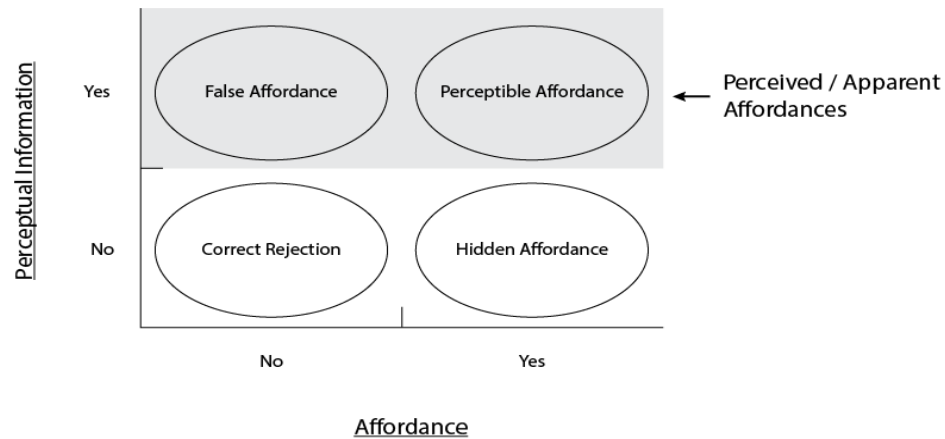 Perceptual Information
Yes
False Affordance
Perceptible Affordance
Perceived / Apparent
Affordances
No
Correct Rejection
Hidden Affordance
No
Yes
Affordance